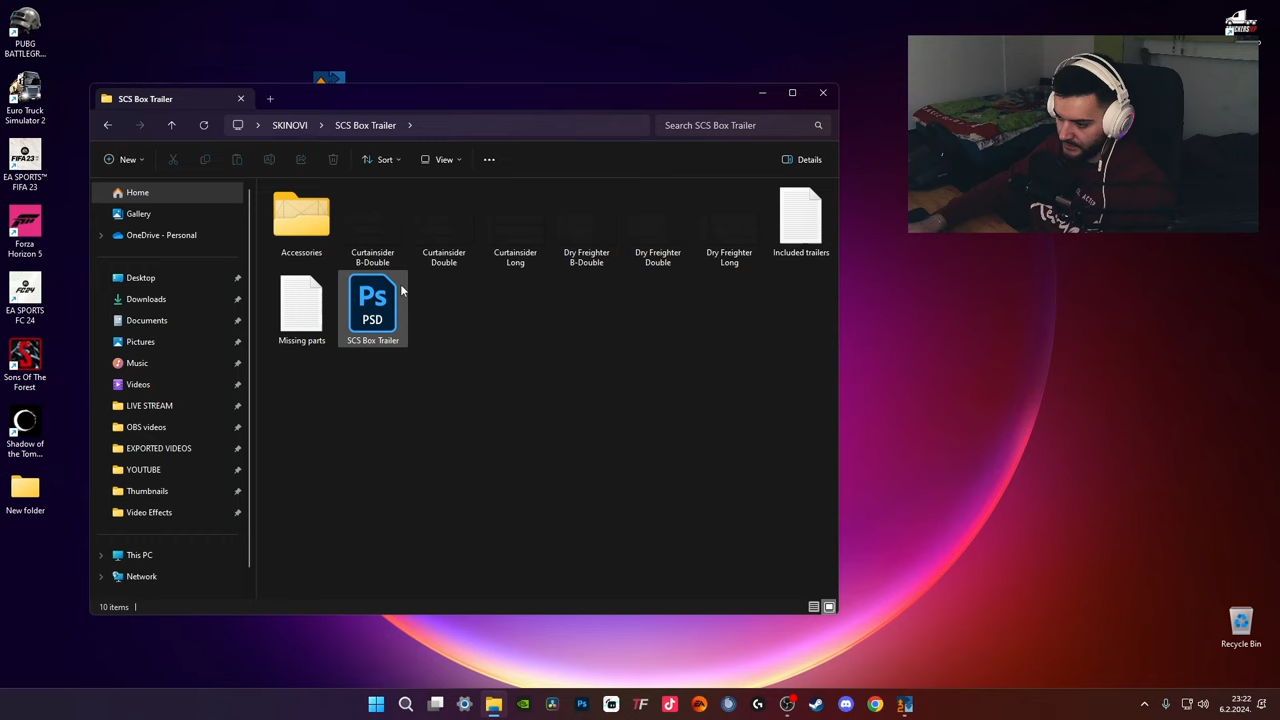 PUBG
BATTLEGR...
Euro Truck
Simulator 2
EA SPORTS™
FIFA 23
Forza
Horizon 5
EA SPORTS
FC 24
Sons Of The
Forest
Shadow of
the Tom...
New folder
SCS Box Trailer
SKINOVI > SCS Box Trailer >
Search SCS Box Trailer
New
Sort
View
Details
Home
Gallery
OneDrive - Personal
Desktop
Downloads
Documents
Pictures
Music
Videos
LIVE STREAM
OBS videos
EXPORTED VIDEOS
YOUTUBE
Thumbnails
Video Effects
This PC
Network
Accessories
Curtainsider
B-Double
Curtainsider
Double
Curtainsider
Long
Dry Freighter
B-Double
Dry Freighter
Double
Dry Freighter
Long
Included trailers
Missing parts
Ps
PSD
SCS Box Trailer
10 items
Recycle Bin
23:22
6.2.2024.